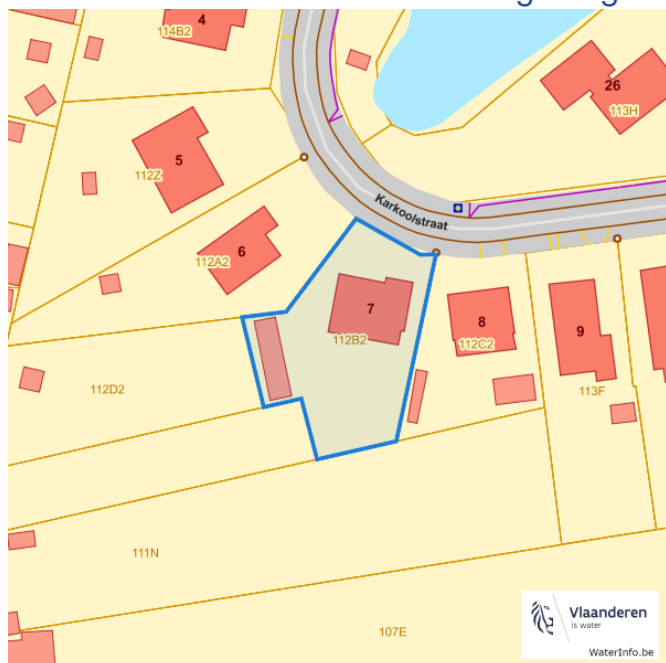 4
114B2
26
113H
5
112Z
Karkoolstraat
6
112A2
7
112B2
8
112C2
9
113F
112D2
111N
107E
Vlaanderen
is water
WaterInfo.be